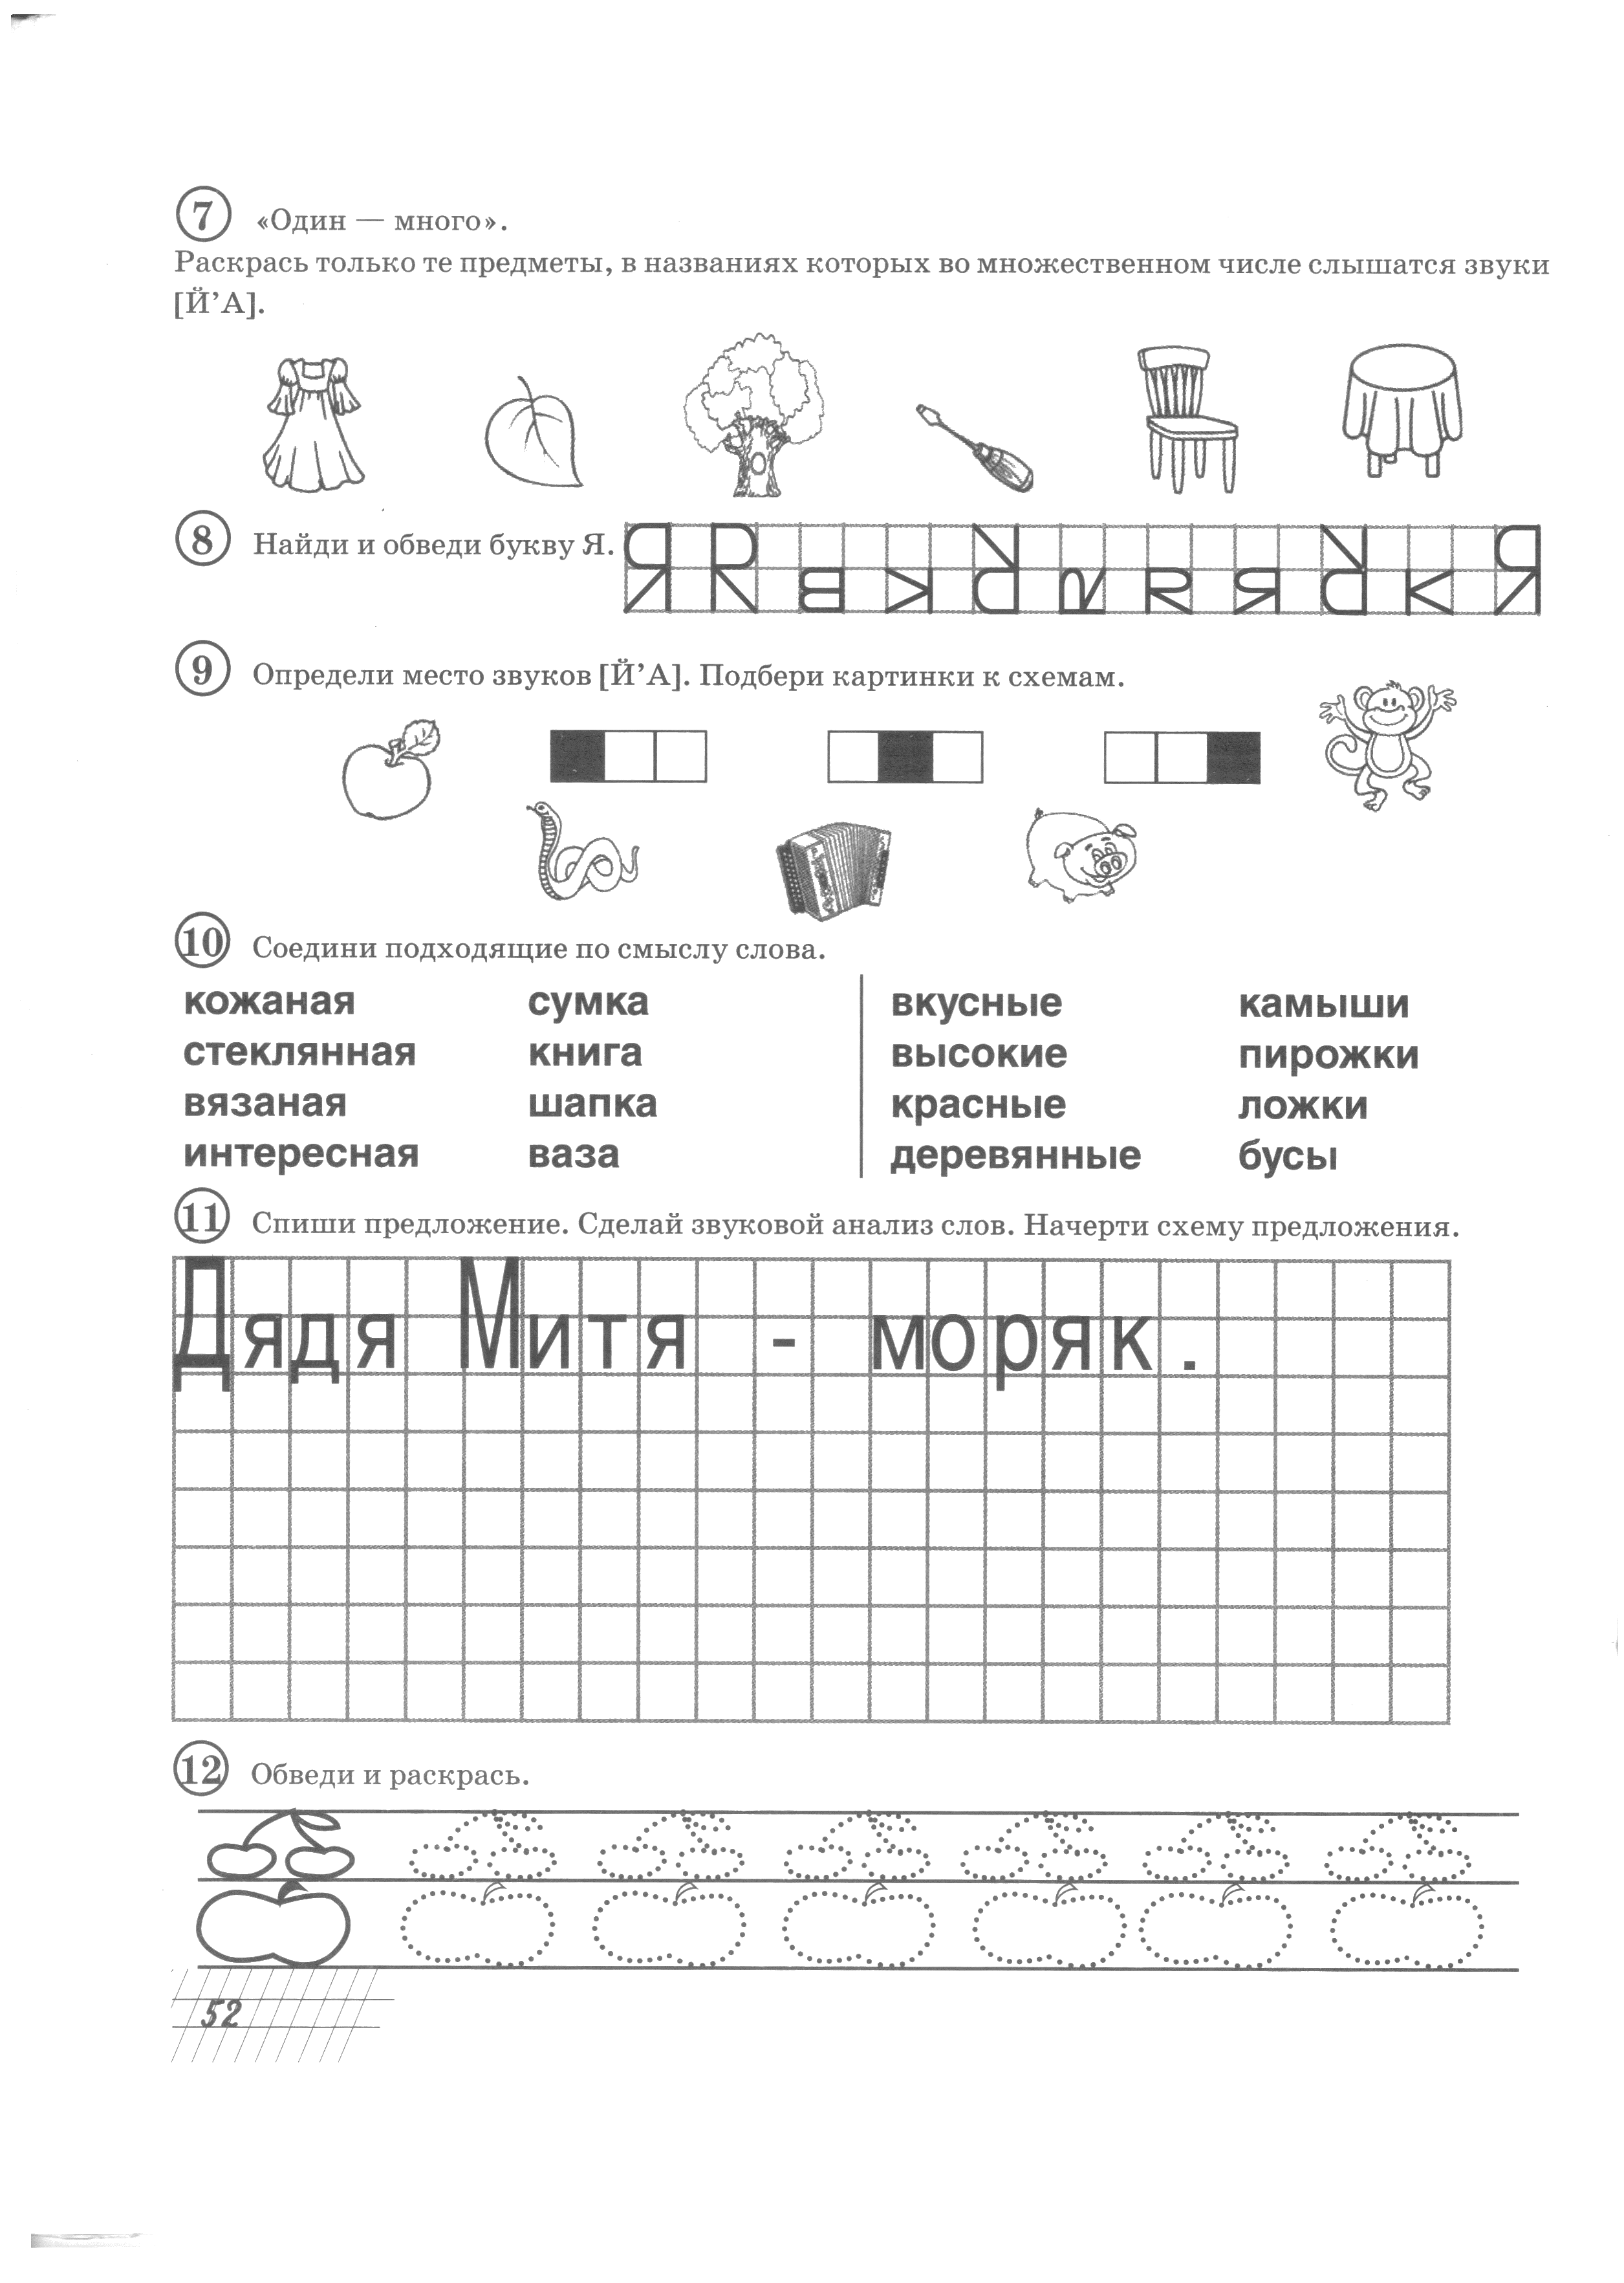 7 «Один — много».
Раскрась только те предметы, в названиях которых во множественном числе слышатся звуки
[Й’А].
8 Найди и обведи букву Я.
9 Определи место звуков [Й’А]. Подбери картинки к схемам.
10 Соедини подходящие по смыслу слова.
кожаная сумка вкусные камыши
стеклянная книга высокие пирожки
вязаная шапка красные ложки
интересная ваза деревянные бусы
11 Спиши предложение. Сделай звуковой анализ слов. Начерти схему предложения.
Дядя Митя - моряк.
12 Обведи и раскрась.
52